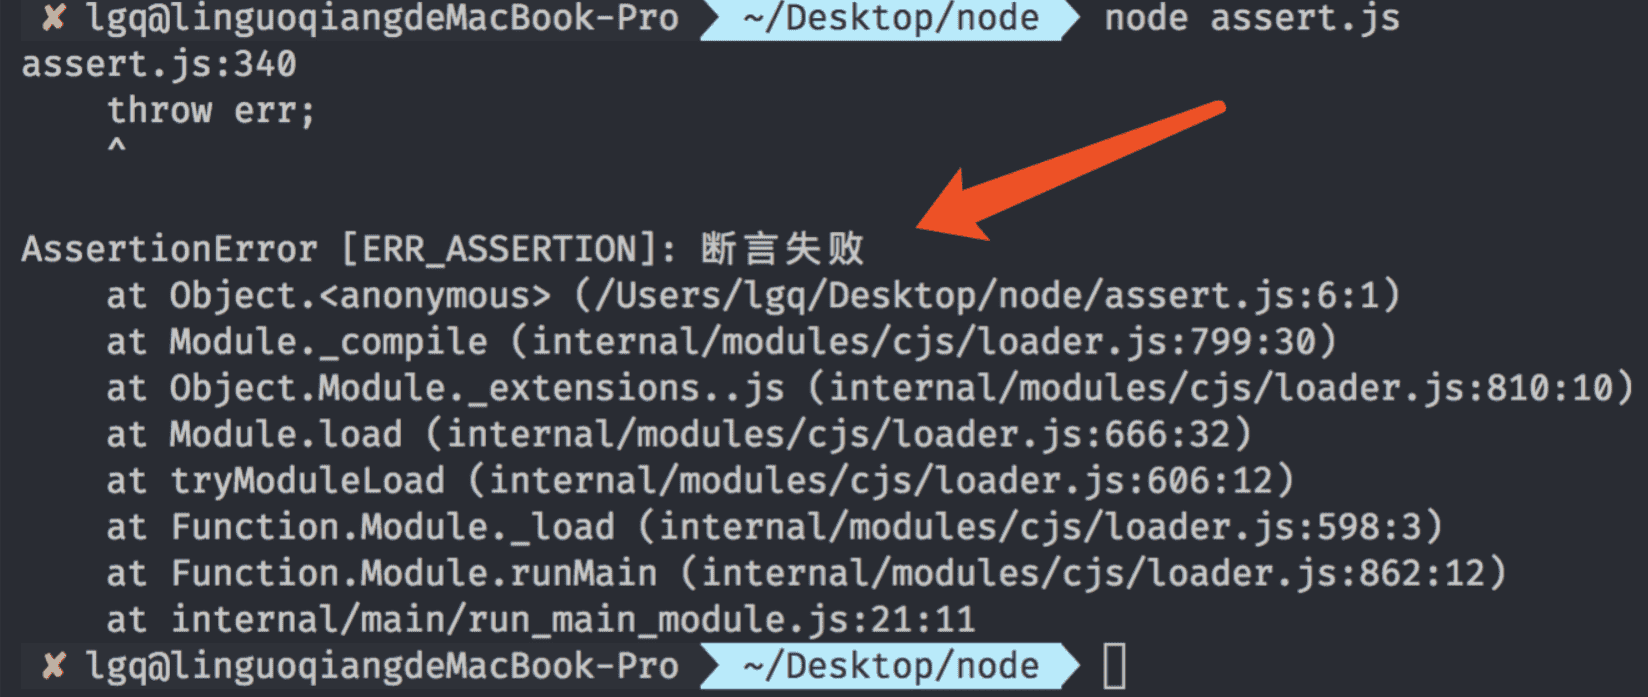 ✘ lgq@linguoqiangdeMacBook-Pro ~/Desktop/node node assert.js
assert.js:340
    throw err;
    ^
AssertionError [ERR_ASSERTION]: 断言失败
    at Object.<anonymous> (/Users/lgq/Desktop/node/assert.js:6:1)
    at Module._compile (internal/modules/cjs/loader.js:799:30)
    at Object.Module._extensions..js (internal/modules/cjs/loader.js:810:10)
    at Module.load (internal/modules/cjs/loader.js:666:32)
    at tryModuleLoad (internal/modules/cjs/loader.js:606:12)
    at Function.Module._load (internal/modules/cjs/loader.js:598:3)
    at Function.Module.runMain (internal/modules/cjs/loader.js:862:12)
    at internal/main/run_main_module.js:21:11
✘ lgq@linguoqiangdeMacBook-Pro ~/Desktop/node